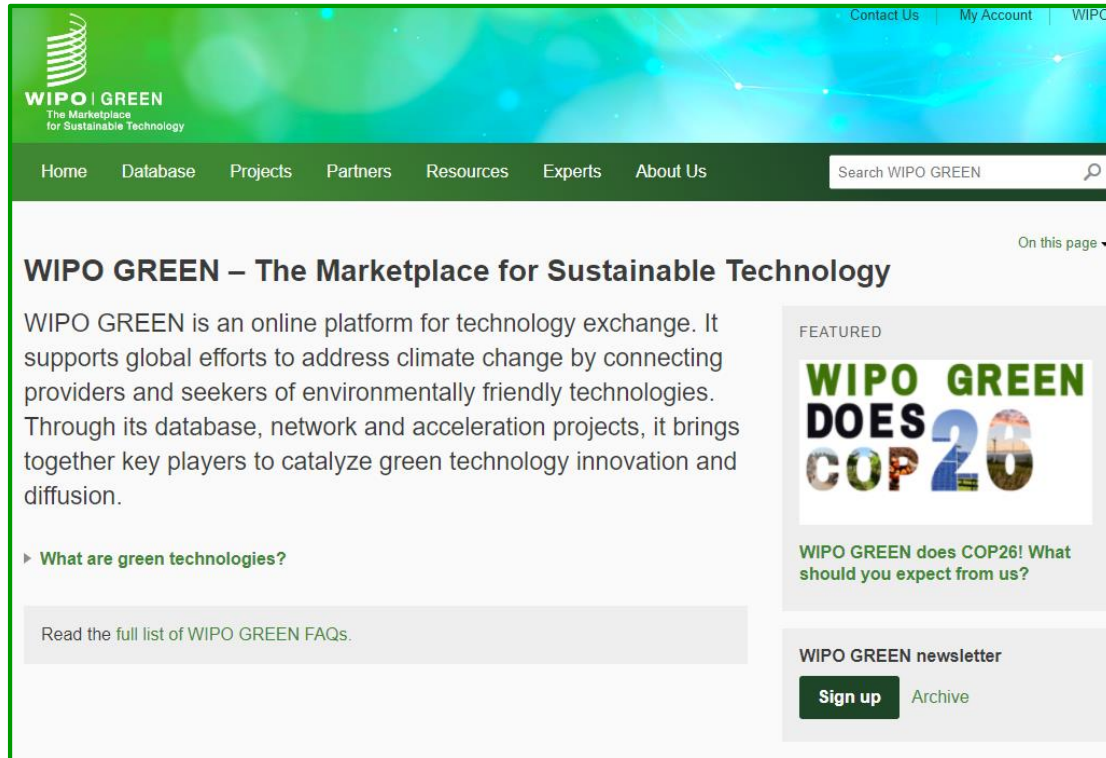 Contact Us
My Account
WIPO
WIPO | GREEN
The Marketplace
for Sustainable Technology
Home
Database
Projects
Partners
Resources
Experts
About Us
Search WIPO GREEN
On this page
WIPO GREEN – The Marketplace for Sustainable Technology
WIPO GREEN is an online platform for technology exchange. It
supports global efforts to address climate change by connecting
providers and seekers of environmentally friendly technologies.
Through its database, network and acceleration projects, it brings
together key players to catalyze green technology innovation and
diffusion.
What are green technologies?
Read the full list of WIPO GREEN FAQs.
FEATURED
WIPO GREEN
DOES
COP 26
WIPO GREEN does COP26! What
should you expect from us?
WIPO GREEN newsletter
Sign up
Archive